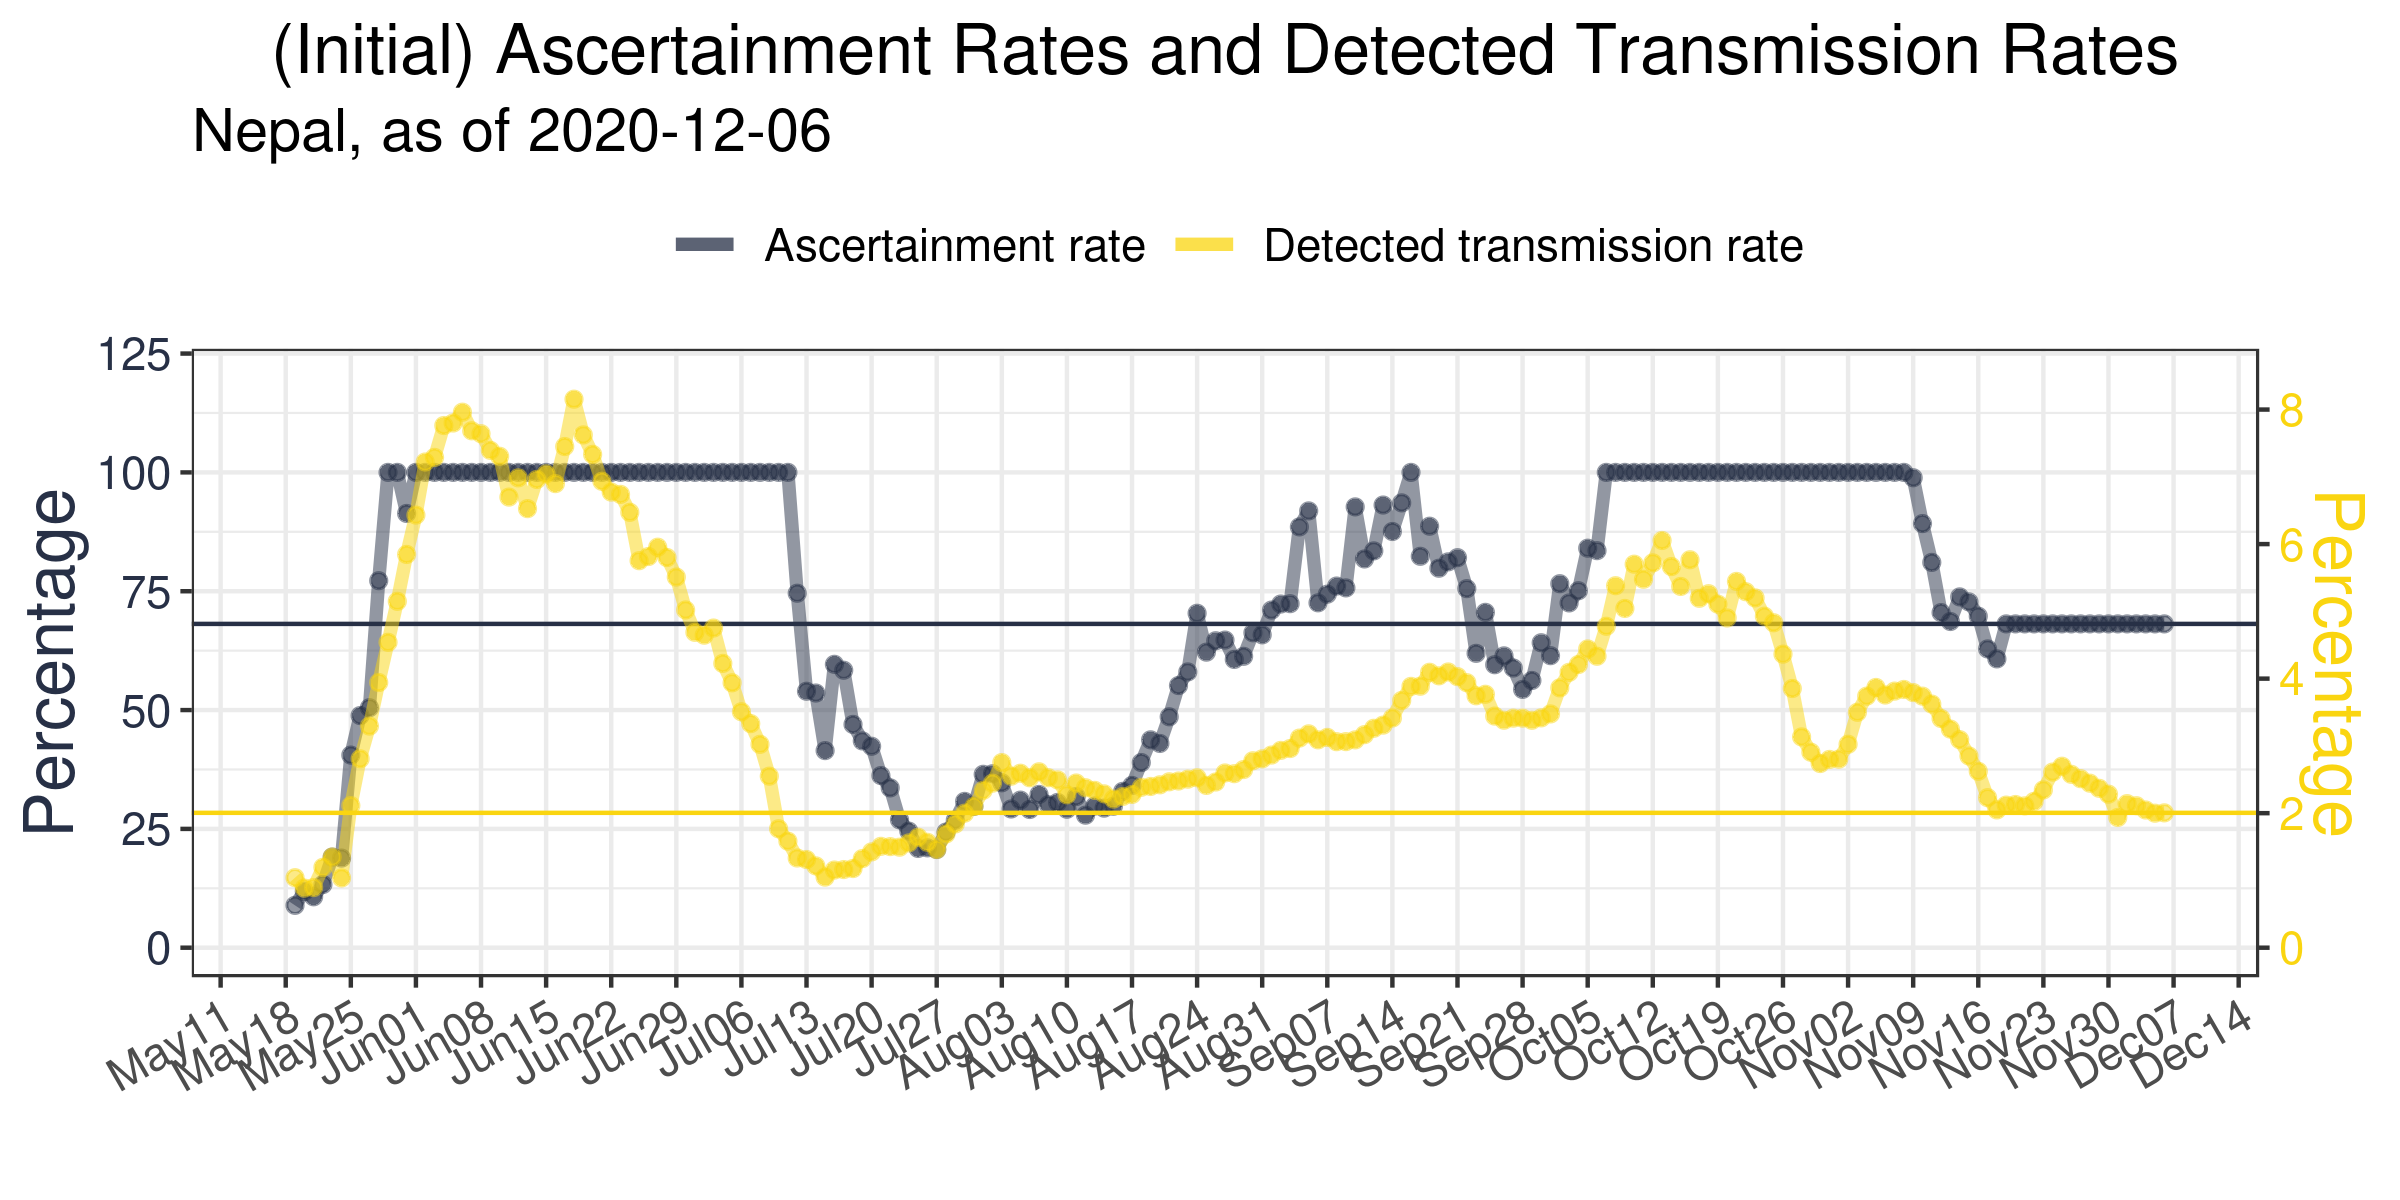 (Initial) Ascertainment Rates and Detected Transmission Rates
Nepal, as of 2020-12-06
Ascertainment rate
Detected transmission rate
125
100
75
50
25
0
Percentage
8
6
4
2
0
Percentage
May11
May18
May25
Jun01
Jun08
Jun15
Jun22
Jun29
Jul06
Jul13
Jul20
Jul27
Aug03
Aug10
Aug17
Aug24
Aug31
Sep07
Sep14
Sep21
Sep28
Oct05
Oct12
Oct19
Oct26
Nov02
Nov09
Nov16
Nov23
Nov30
Dec07
Dec14